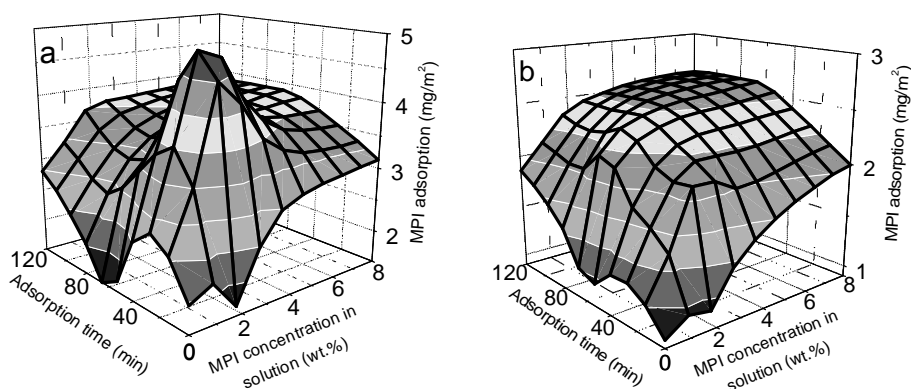 a
5
4
3
2
MPI adsorption (mg/m²)
120
80
40
0
Adsorption time (min)
2
4
6
8
MPI concentration in
solution (wt.%)
b
3
2
1
MPI adsorption (mg/m²)
120
80
40
0
Adsorption time (min)
2
4
6
8
MPI concentration in
solution (wt.%)